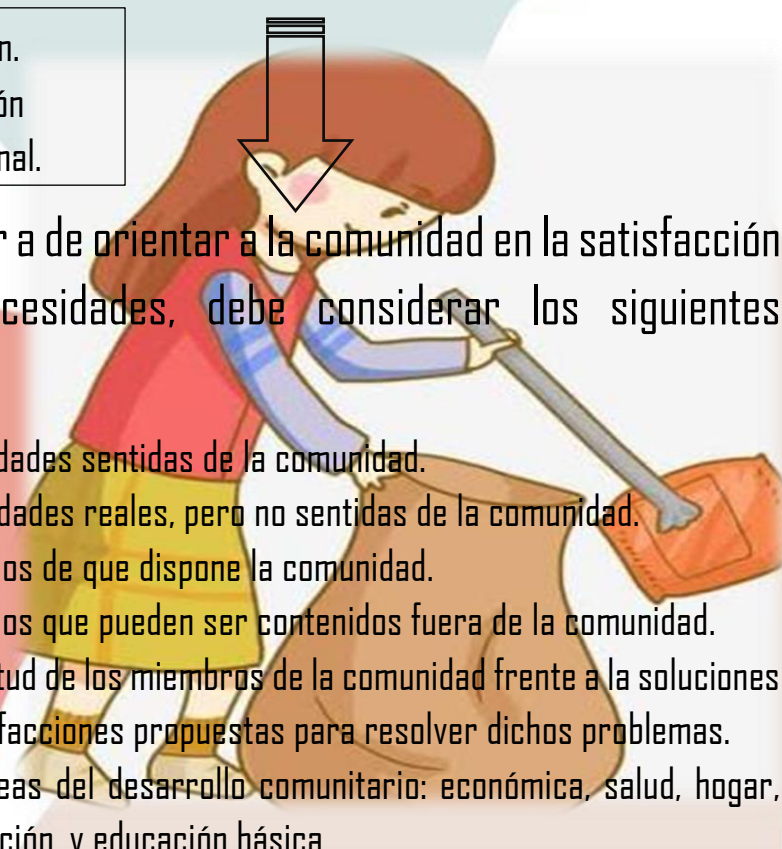 n.
ón
nal.
r a de orientar a la comunidad en la satisfacción
cesidades, debe considerar los siguientes
dades sentidas de la comunidad.
dades reales, pero no sentidas de la comunidad.
os de que dispone la comunidad.
os que pueden ser contenidos fuera de la comunidad.
tud de los miembros de la comunidad frente a la soluciones
facciones propuestas para resolver dichos problemas.
eas del desarrollo comunitario: económica, salud, hogar,
ción y educación básica